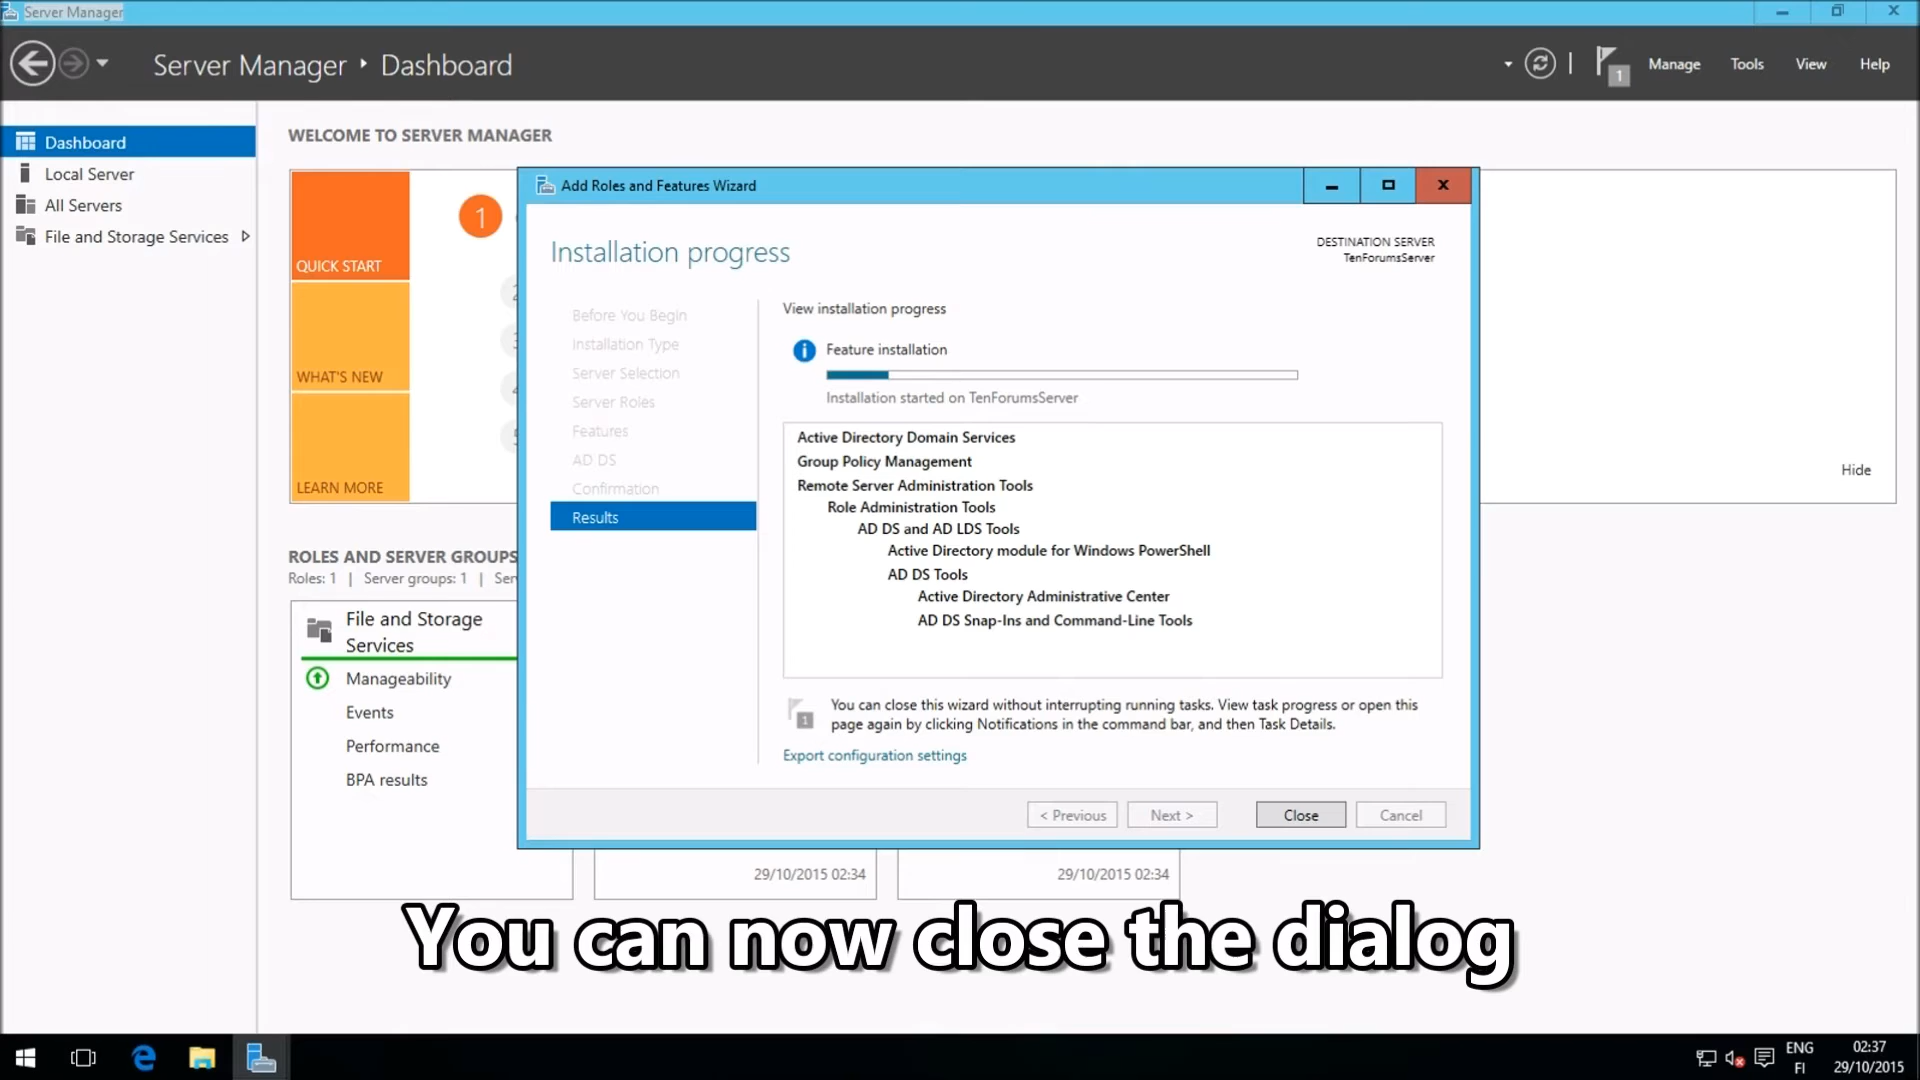 Server Manager
Server Manager • Dashboard
1
Manage
Tools
View
Help
Dashboard
Local Server
All Servers
File and Storage Services
WELCOME TO SERVER MANAGER
QUICK START
WHAT'S NEW
LEARN MORE
1
Hide
ROLES AND SERVER GROUPS
Roles: 1 | Server groups: 1 | Ser
File and Storage
Services
Manageability
Events
Performance
BPA results
29/10/2015 02:34
29/10/2015 02:34
Add Roles and Features Wizard
Installation progress
DESTINATION SERVER
TenForumsServer
Before You Begin
Installation Type
Server Selection
Server Roles
Features
AD DS
Confirmation
Results
View installation progress
Feature installation
Installation started on TenForumsServer
Active Directory Domain Services
Group Policy Management
Remote Server Administration Tools
Role Administration Tools
AD DS and AD LDS Tools
Active Directory module for Windows PowerShell
AD DS Tools
Active Directory Administrative Center
AD DS Snap-Ins and Command-Line Tools
1
You can close this wizard without interrupting running tasks. View task progress or open this
page again by clicking Notifications in the command bar, and then Task Details.
Export configuration settings
< Previous
Next >
Close
Cancel
You can now close the dialog
ENG
FI
02:37
29/10/2015